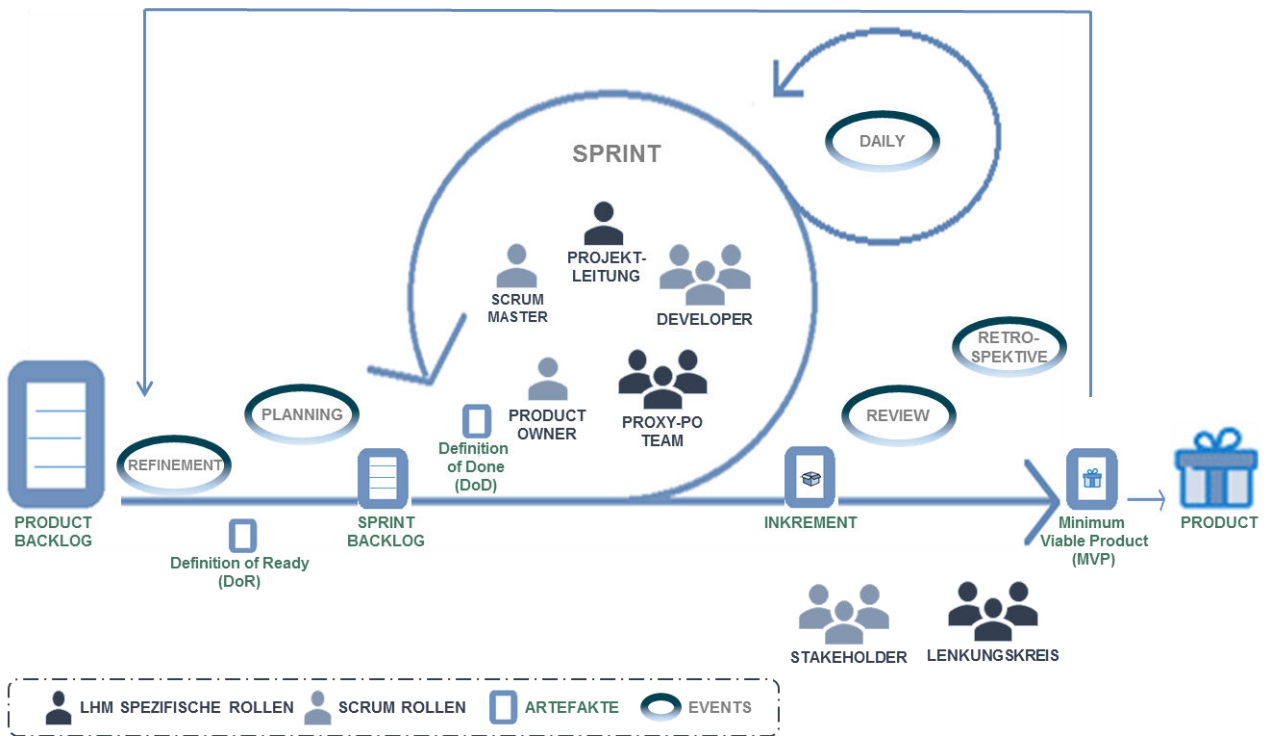 DAILY
SPRINT
PROJEKT-
LEITUNG
SCRUM
MASTER
DEVELOPER
RETRO-
SPEKTIVE
PLANNING
REVIEW
PRODUCT
OWNER
PROXY-PO
TEAM
REFINEMENT
Definition
of Done
(DoD)
PRODUCT
BACKLOG
SPRINT
BACKLOG
INKREMENT
Minimum
Viable Product
(MVP)
PRODUCT
Definition of Ready
(DoR)
STAKEHOLDER
LENKUNGSKREIS
LHM SPEZIFISCHE ROLLEN
SCRUM ROLLEN
ARTEFAKTE
EVENTS